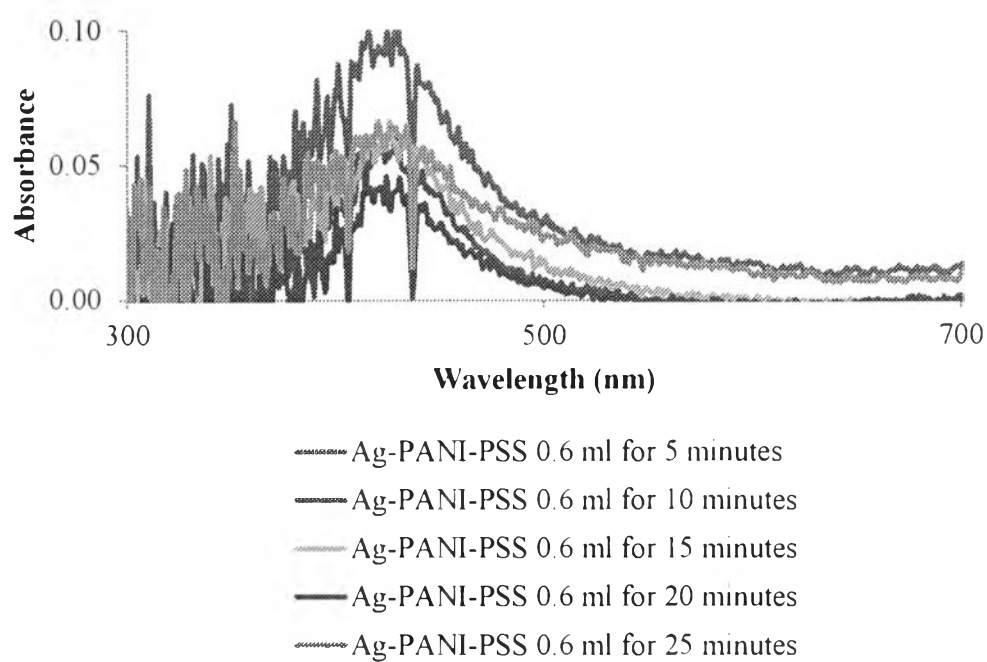 0.10
0.05
0.00
Absorbance
300 500 700
Wavelength (nm)
Ag-PANI-PSS 0.6 ml for 5 minutes
Ag-PANI-PSS 0.6 ml for 10 minutes
Ag-PANI-PSS 0.6 ml for 15 minutes
Ag-PANI-PSS 0.6 ml for 20 minutes
Ag-PANI-PSS 0.6 ml for 25 minutes